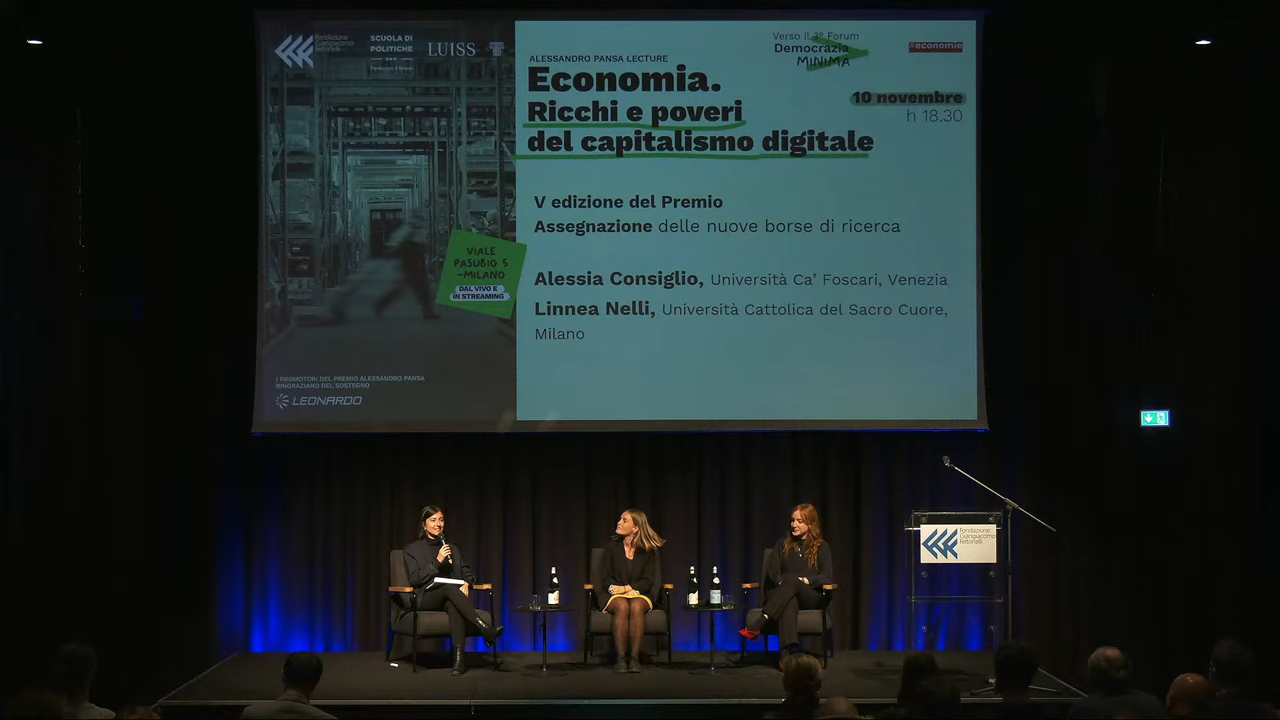 Fondazione
Giangiacomo
Feltrinelli
SCUOLA DI
POLITICHE
LUISS
Verso il 3° Forum
Democrazia
MINIMA
#economie
ALESSANDRO PANSA LECTURE
Economia.
Ricchi e poveri
del capitalismo digitale
10 novembre
h 18.30
V edizione del Premio
Assegnazione delle nuove borse di ricerca
VIALE
PASUBIO 5
-MILANO
DAL VIVO E
IN STREAMING
Alessia Consiglio, Università Ca’ Foscari, Venezia
Linnea Nelli, Università Cattolica del Sacro Cuore,
Milano
I PROMOTORI DEL PREMIO ALESSANDRO PANSA
RINGRAZIANO DEL SOSTEGNO
LEONARDO
Fondazione
Giangiacomo
Feltrinelli